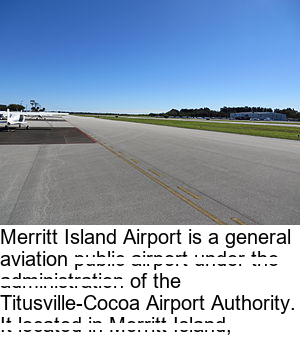 Merritt Island Airport is a general
aviation public airport under the
administration of the
Titusville-Cocoa Airport Authority.
It located in Merritt Island,